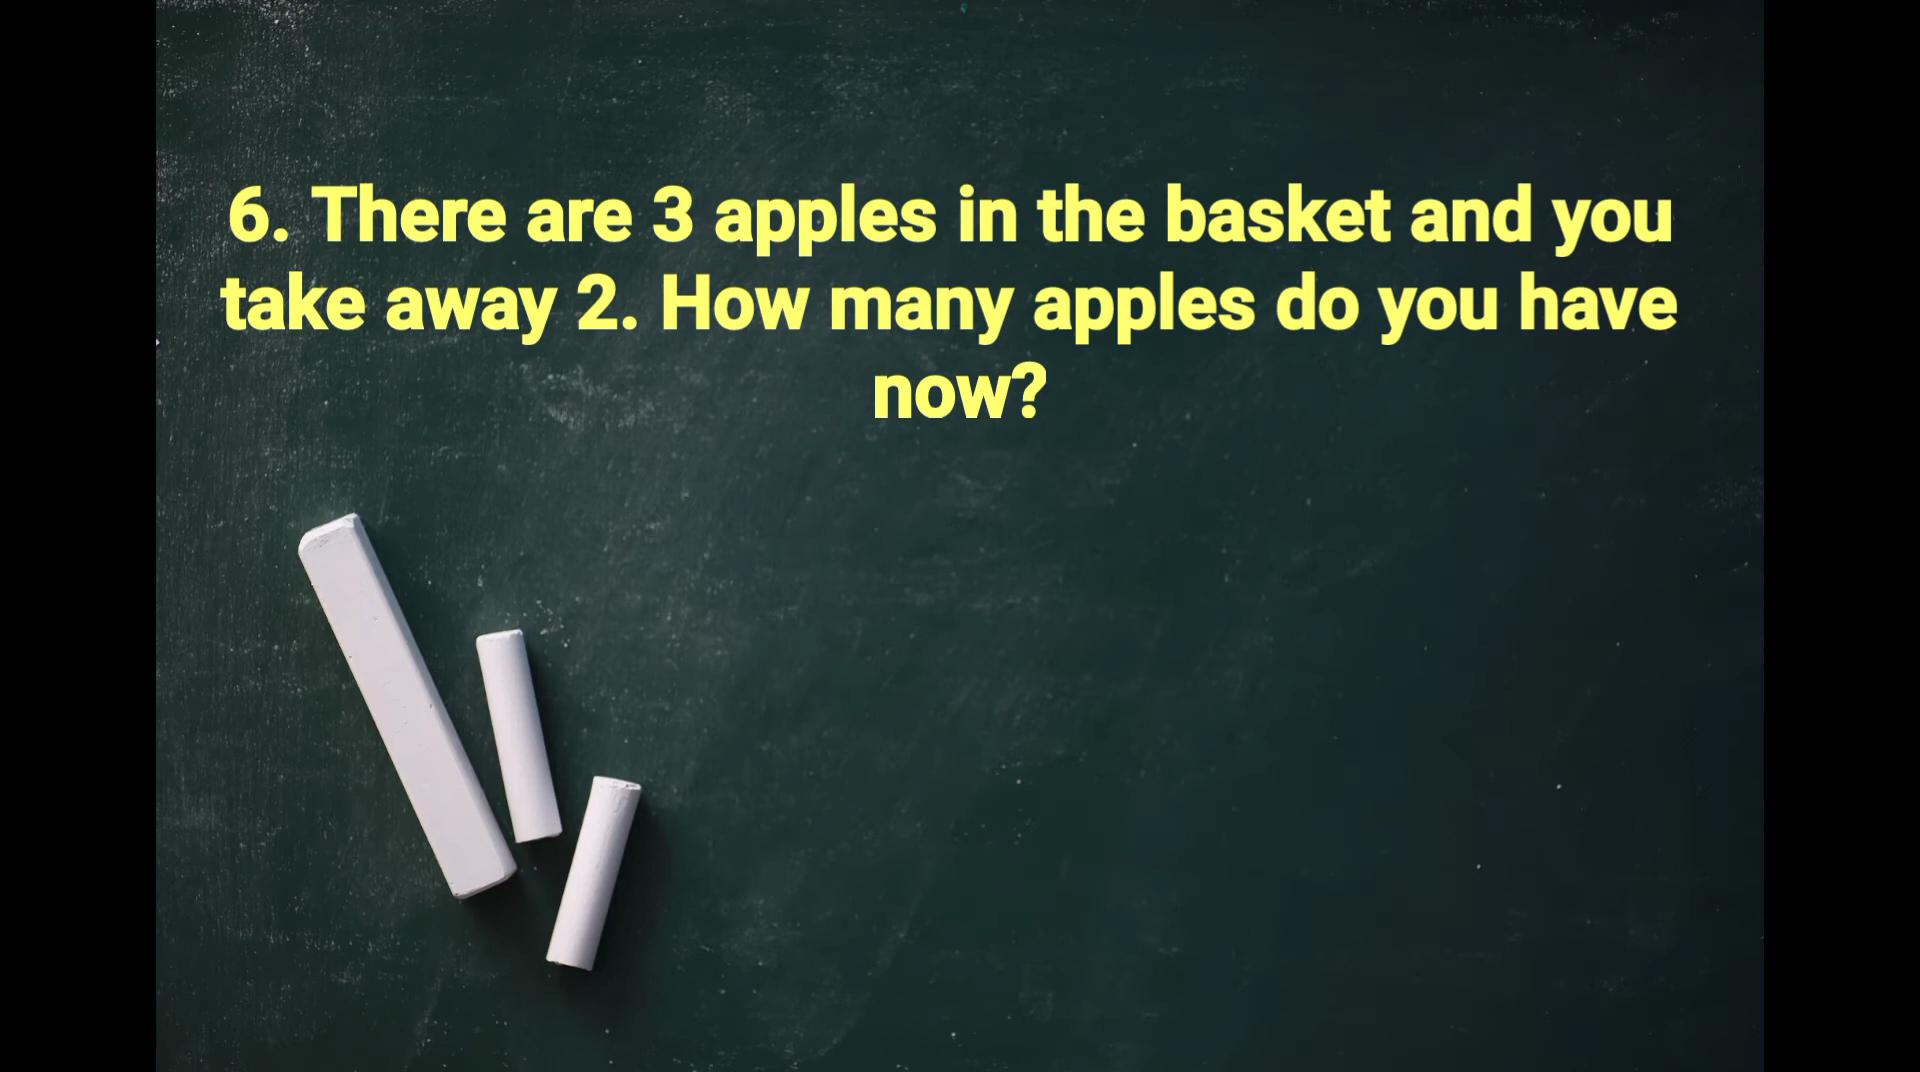 6. There are 3 apples in the basket and you
take away 2. How many apples do you have
now?